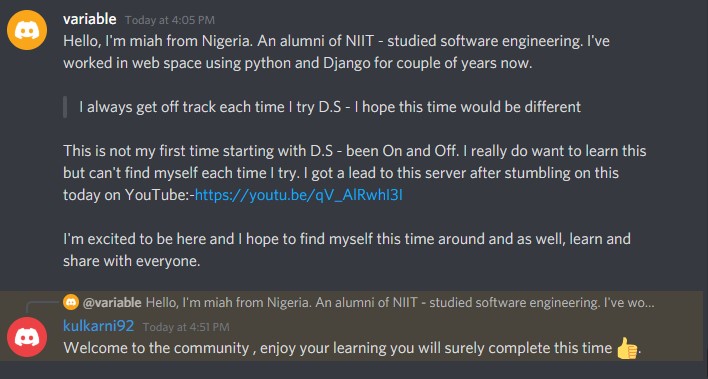 variable Today at 4:05 PM
Hello, I'm miah from Nigeria. An alumni of NIIT - studied software engineering. I've
worked in web space using python and Django for couple of years now.
I always get off track each time I try D.S - I hope this time would be different
This is not my first time starting with D.S - been On and Off. I really do want to learn this
but can't find myself each time I try. I got a lead to this server after stumbling on this
today on YouTube:-https://youtu.be/qV_AlRwhI3I
I'm excited to be here and I hope to find myself this time around and as well, learn and
share with everyone.
@variable Hello, I'm miah from Nigeria. An alumni of NIIT - studied software engineering. I've wo...
kulkarni92 Today at 4:51 PM
Welcome to the community , enjoy your learning you will surely complete this time 👍.